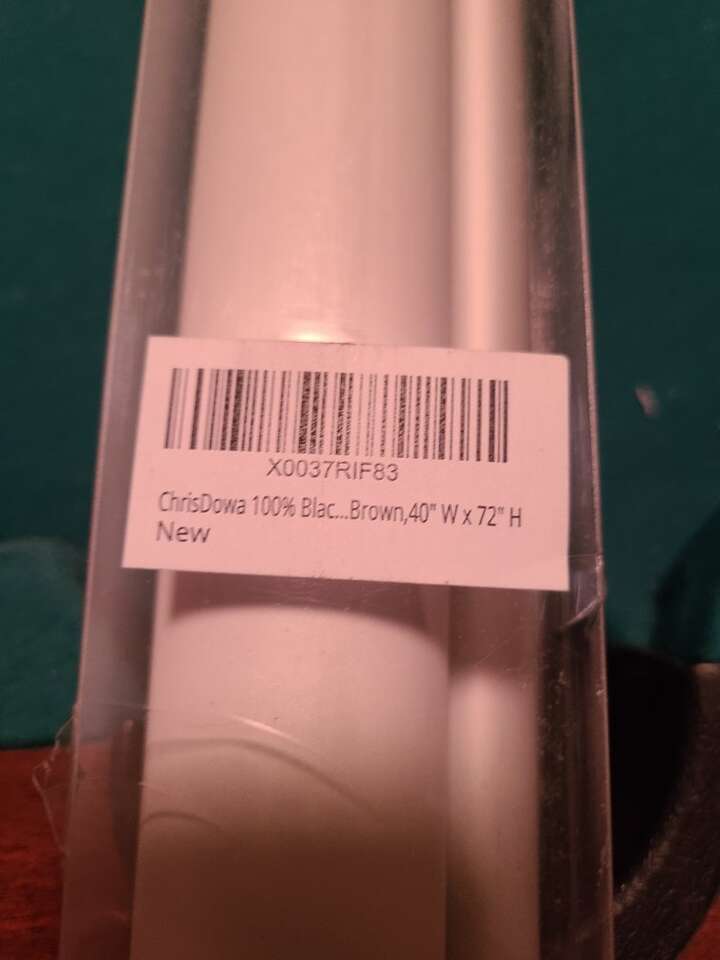 X0037RIF83
ChrisDowa 100% Blac...Brown,40" W x 72" H
New